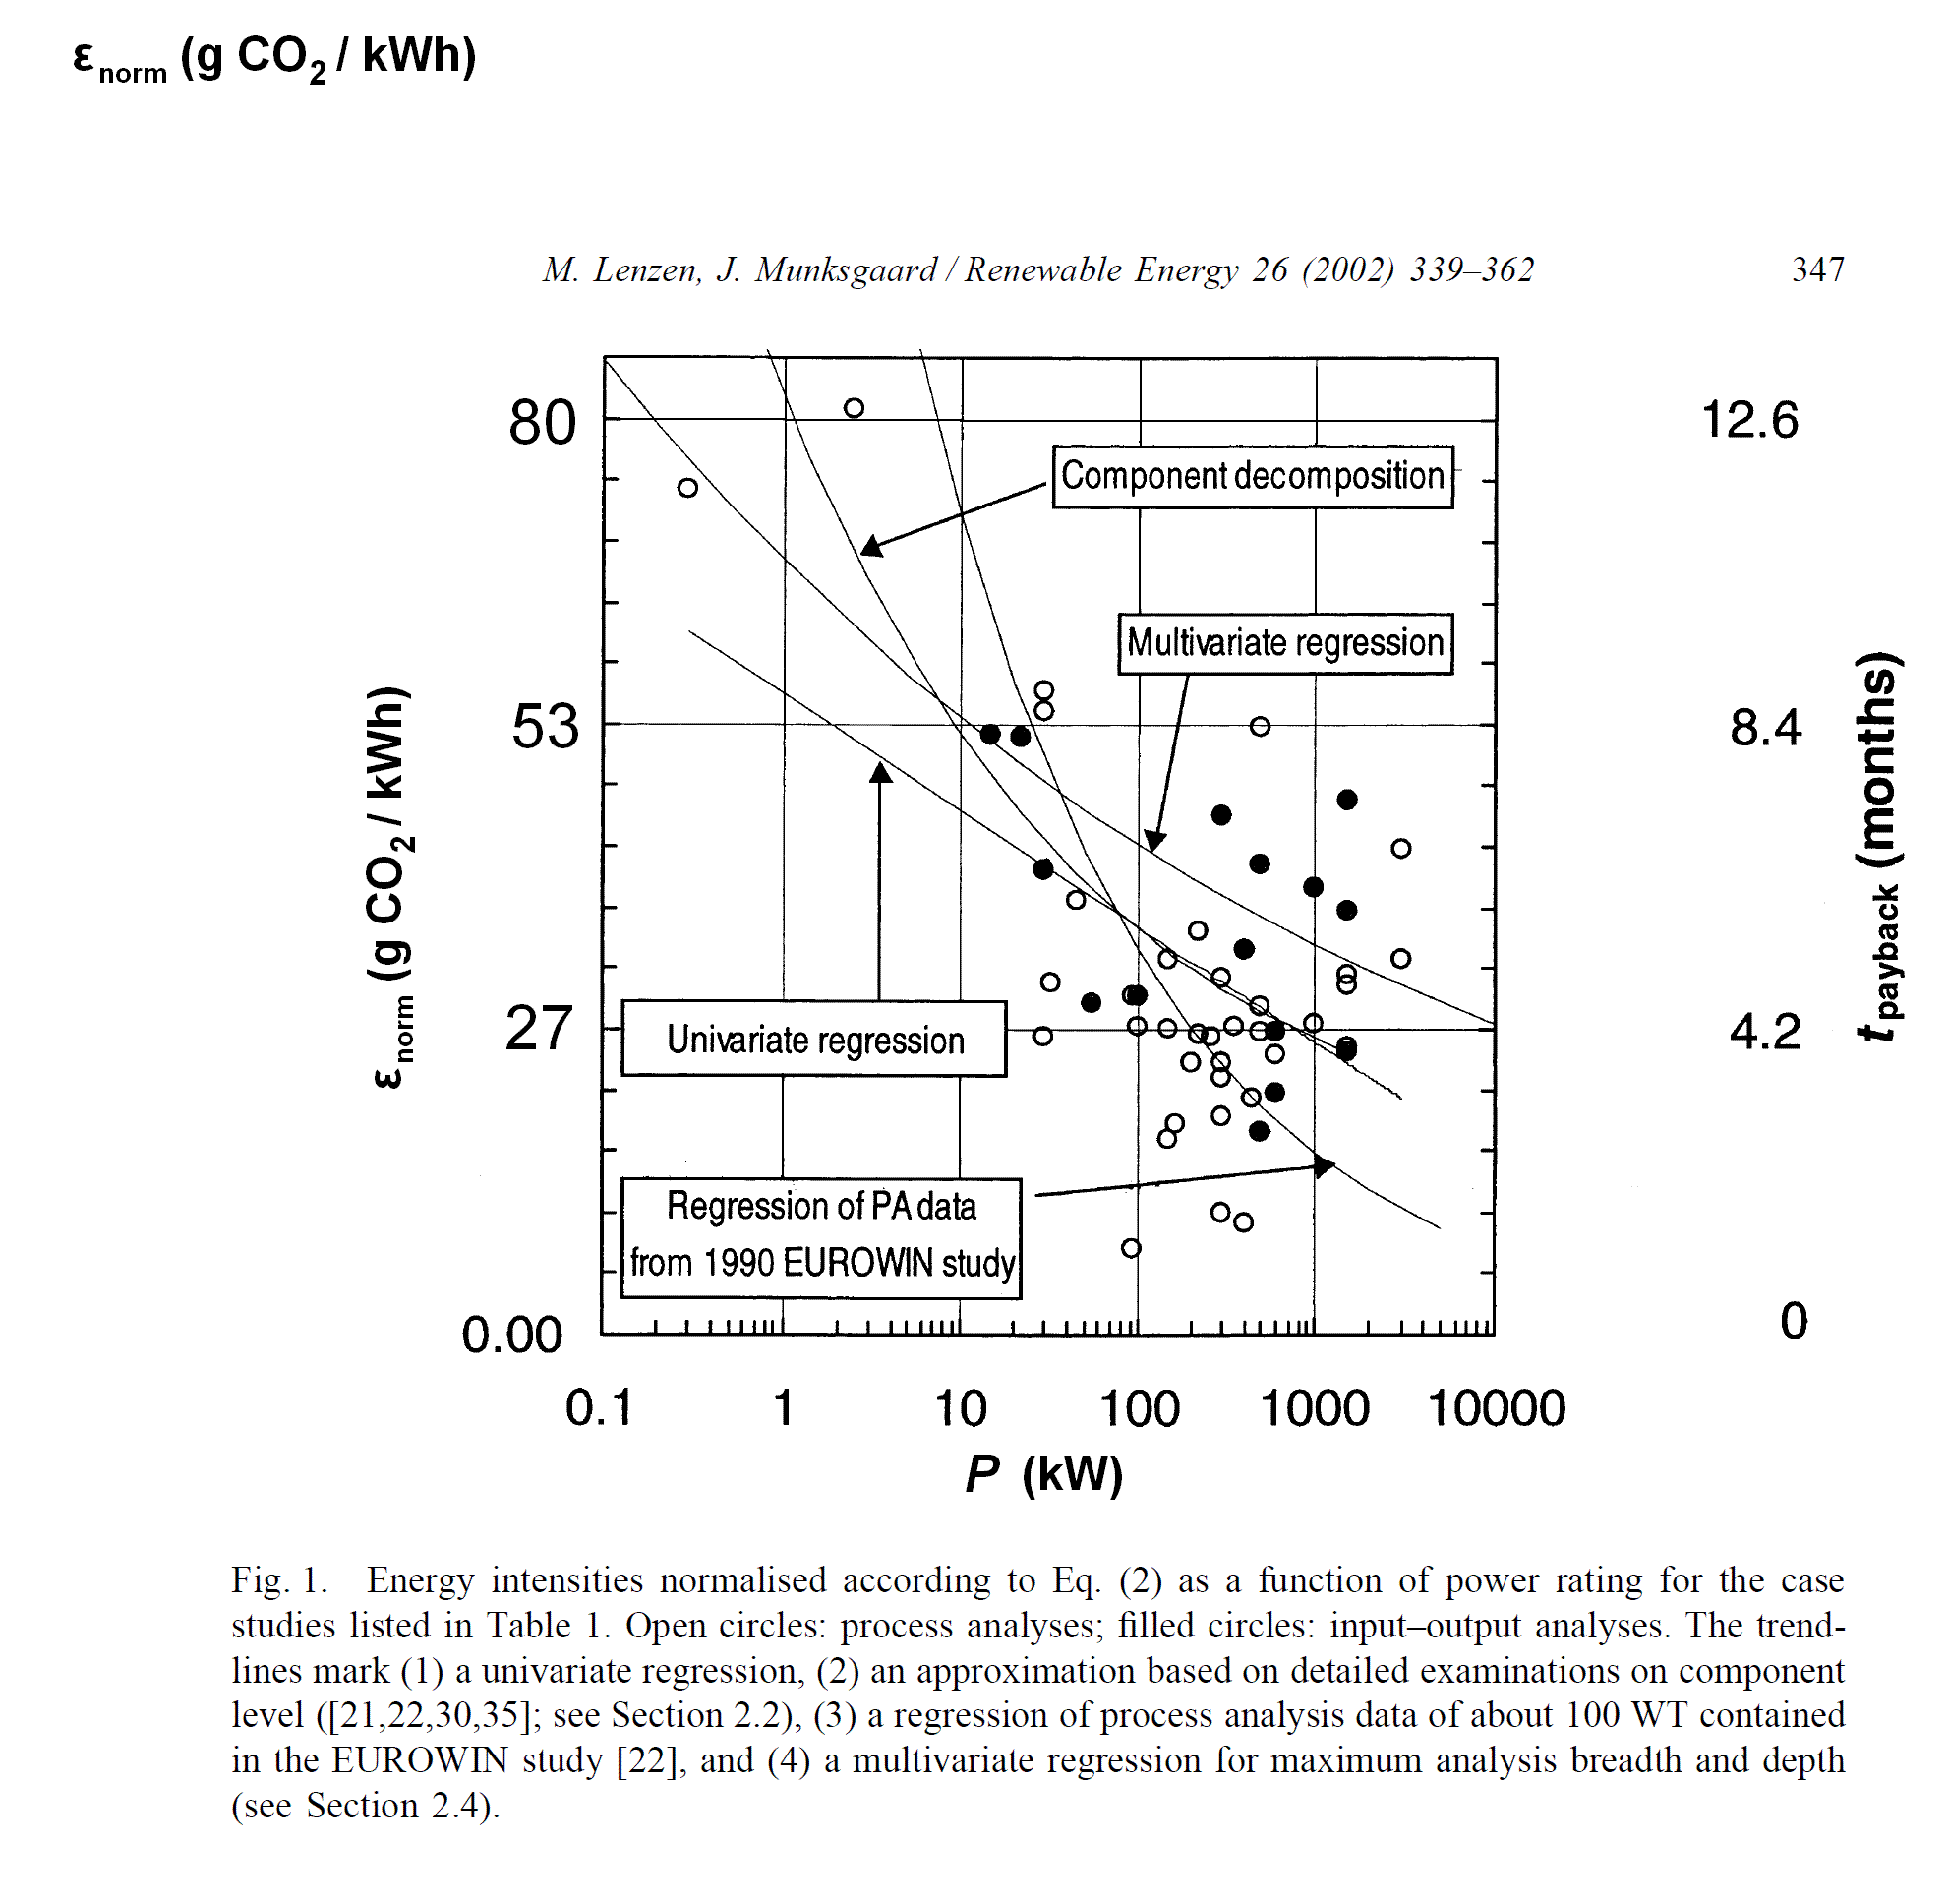 εnorm (g CO2 / kWh)
M. Lenzen, J. Munksgaard / Renewable Energy 26 (2002) 339–362 347
80
12.6
Component decomposition
Multivariate regression
53
8.4
εnorm (g CO2 / kWh)
tpayback (months)
27
4.2
Univariate regression
Regression of PA data
from 1990 EUROWIN study
0.00
0
0.1 1 10 100 1000 10000
P (kW)
Fig. 1. Energy intensities normalised according to Eq. (2) as a function of power rating for the case
studies listed in Table 1. Open circles: process analyses; filled circles: input–output analyses. The trend-
lines mark (1) a univariate regression, (2) an approximation based on detailed examinations on component
level ([21,22,30,35]; see Section 2.2), (3) a regression of process analysis data of about 100 WT contained
in the EUROWIN study [22], and (4) a multivariate regression for maximum analysis breadth and depth
(see Section 2.4).